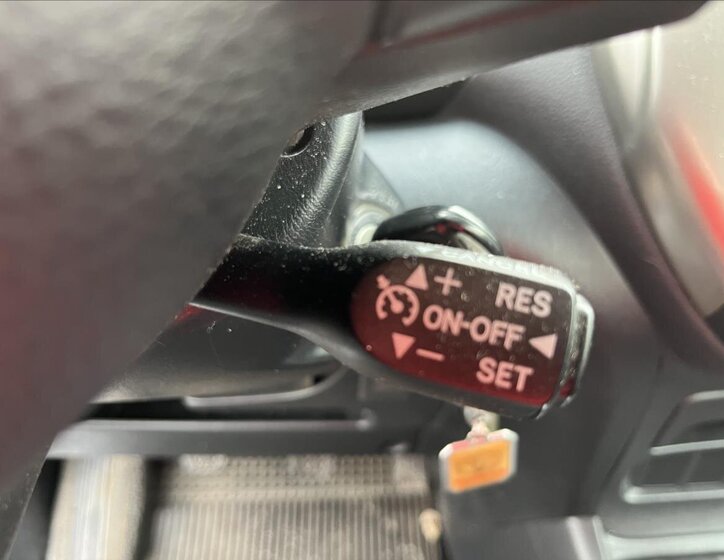 + RES
ON-OFF
− SET